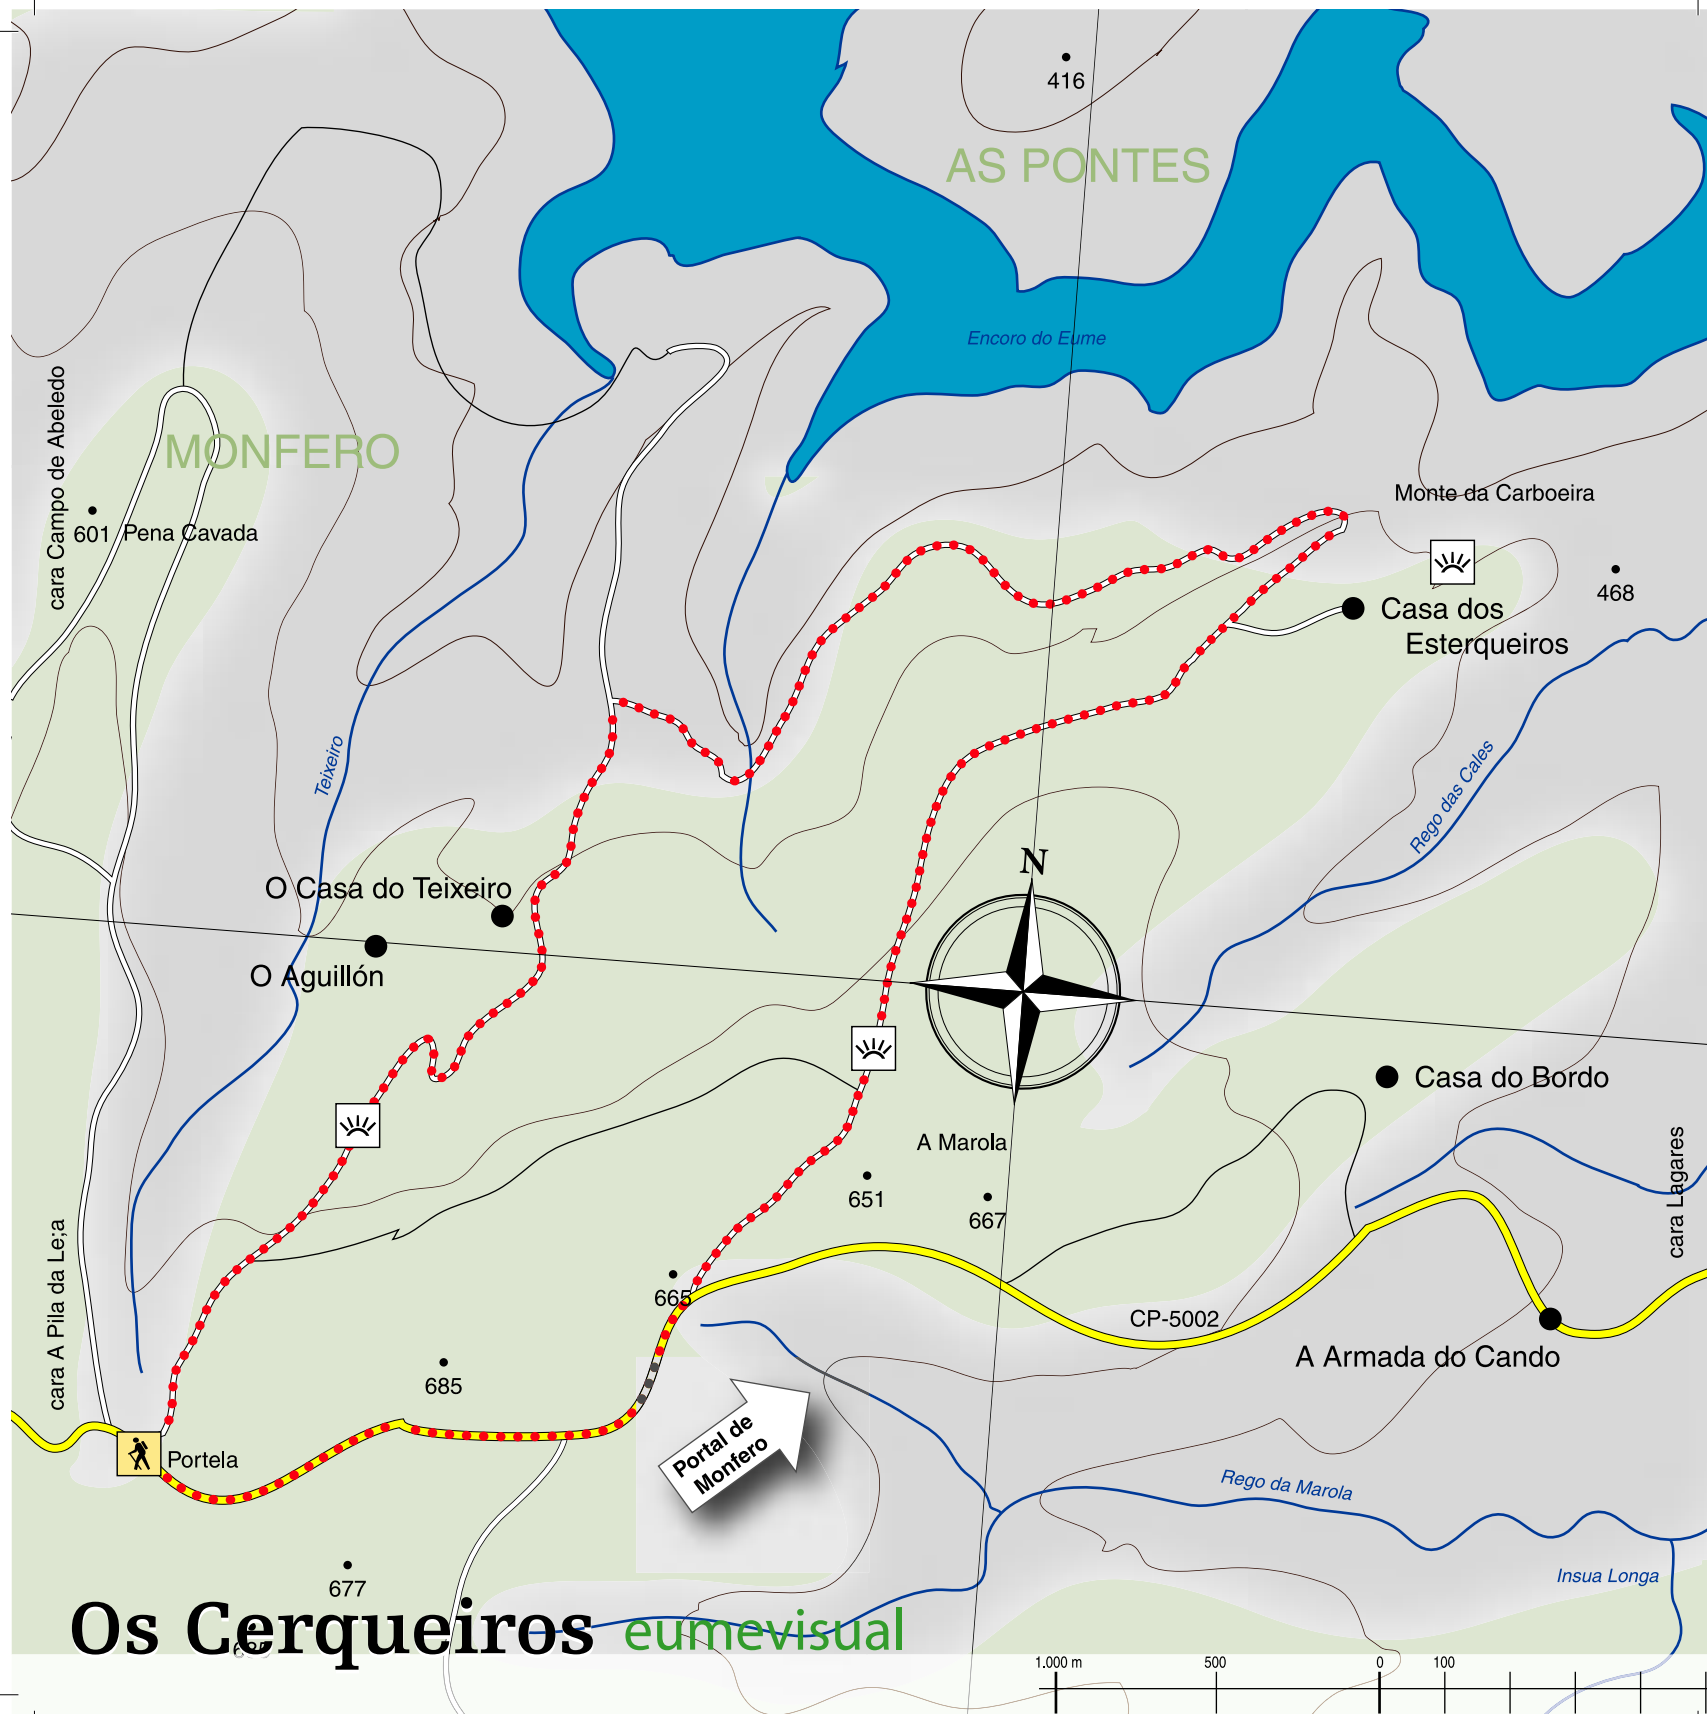 416
AS PONTES
Encoro do Eume
cara Campo de Abeledo
MONFERO
Monte da Carboeira
601
Pena Cavada
468
Casa dos
Esterqueiros
Teixeiro
Rego das Cales
N
O Casa do Teixeiro
O Aguillón
Casa do Bordo
A Marola
651
667
cara Lagares
cara A Pila da Le;a
665
CP-5002
A Armada do Cando
685
Portal de
Monfero
Portela
Rego da Marola
677
Insua Longa
Os Cerqueiros
eumevisual
1.000 m
500
0
100